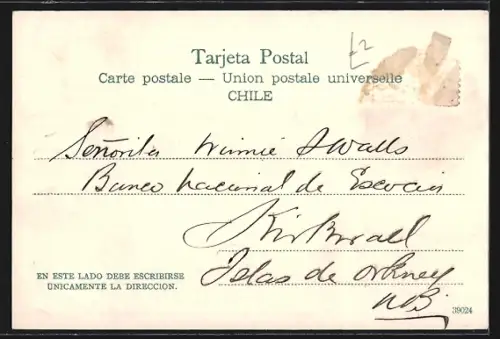 £2
Tarjeta Postal
Carte postale — Union postale universelle
CHILE
Señorita Winnie Walls
Banco Nacional de Escocia
Kirkwall
Islas de Orkney
N.B.
EN ESTE LADO DEBE ESCRIBIRSE
UNICAMENTE LA DIRECCION.
39024